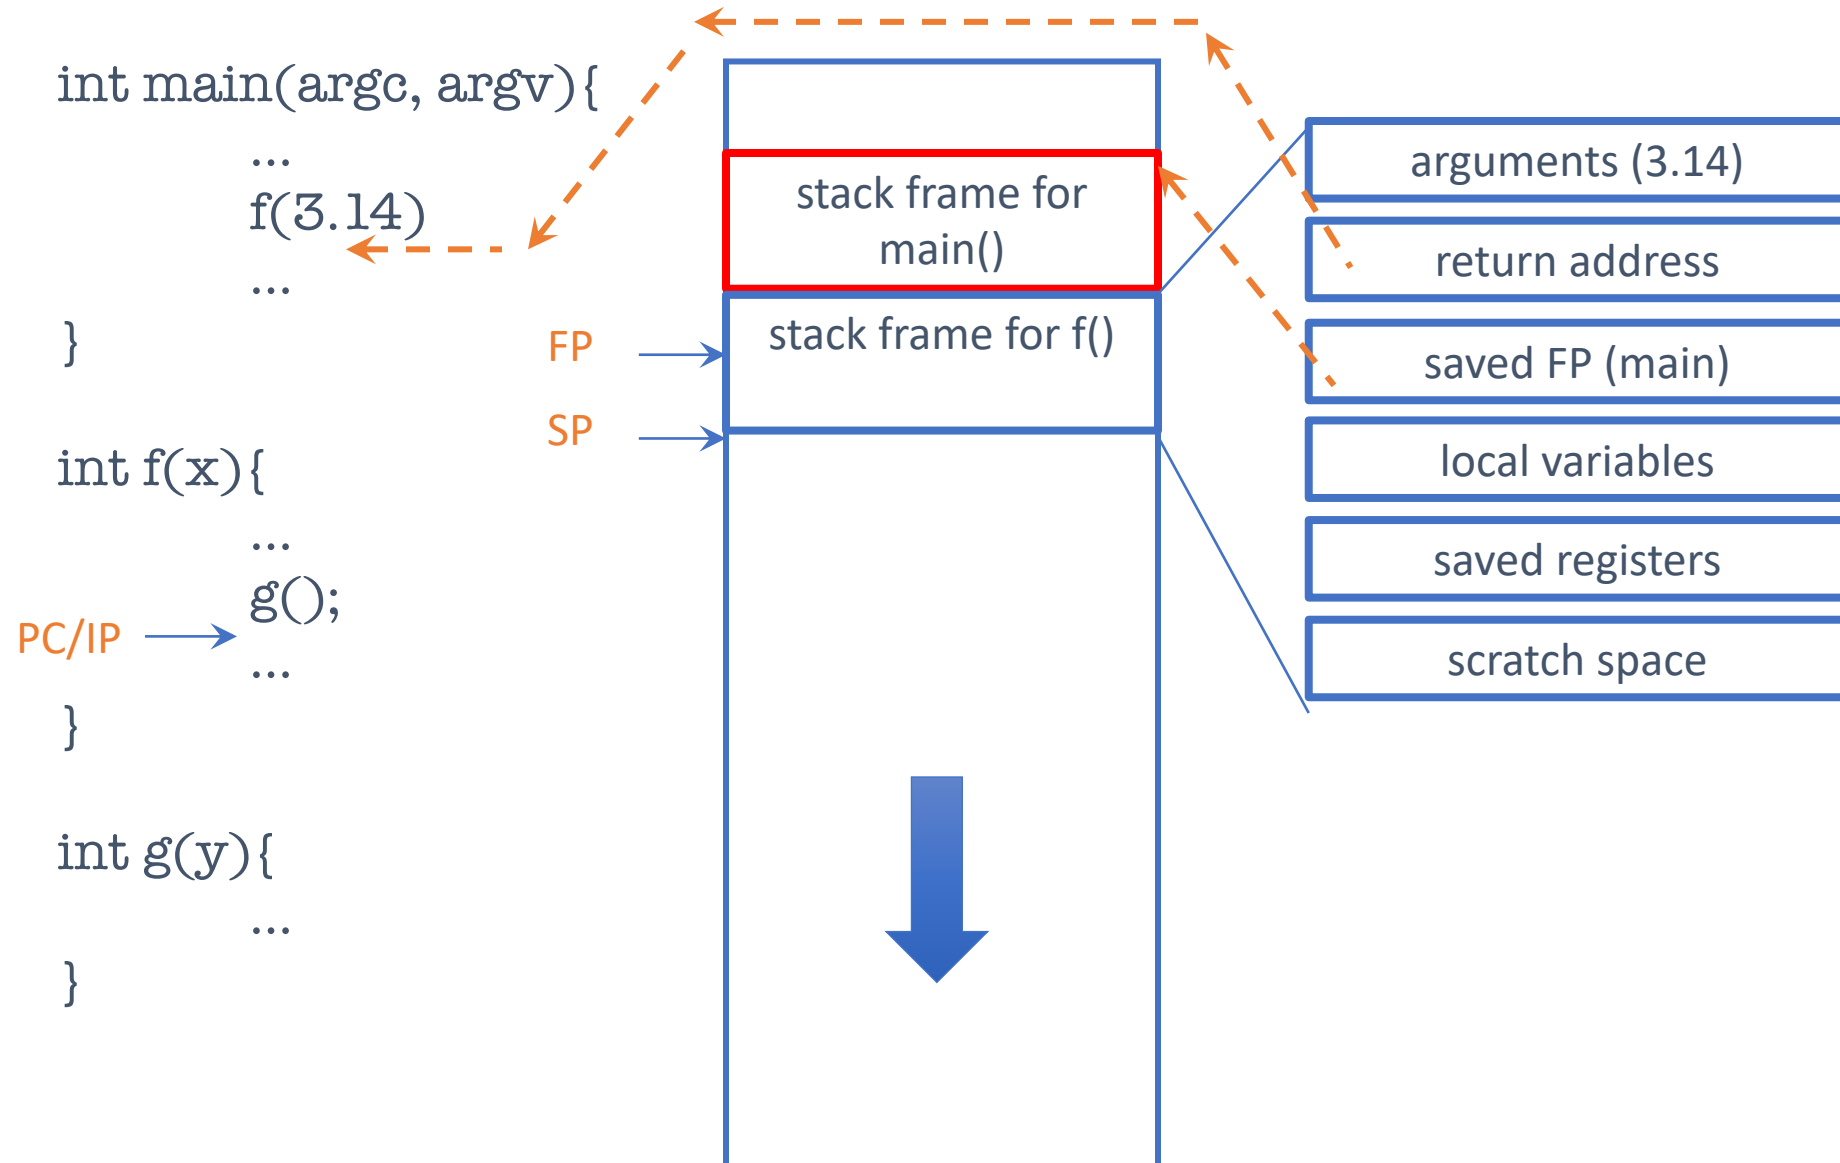 int main(argc, argv){
...
f(3.14)
...
}
int f(x){
...
g();
...
}
int g(y){
...
}
PC/IP
FP
SP
stack frame for
main()
stack frame for f()
arguments (3.14)
return address
saved FP (main)
local variables
saved registers
scratch space